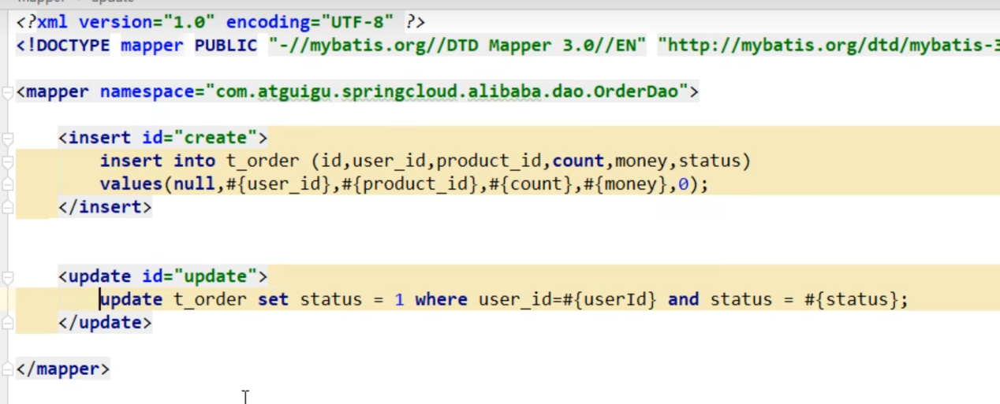 <?xml version="1.0" encoding="UTF-8" ?>
<!DOCTYPE mapper PUBLIC "-//mybatis.org//DTD Mapper 3.0//EN" "http://mybatis.org/dtd/mybatis-3
<mapper namespace="com.atguigu.springcloud.alibaba.dao.OrderDao">
<insert id="create">
insert into t_order (id,user_id,product_id,count,money,status)
values(null,#{user_id},#{product_id},#{count},#{money},0);
</insert>
<update id="update">
update t_order set status = 1 where user_id=#{userId} and status = #{status};
</update>
</mapper>